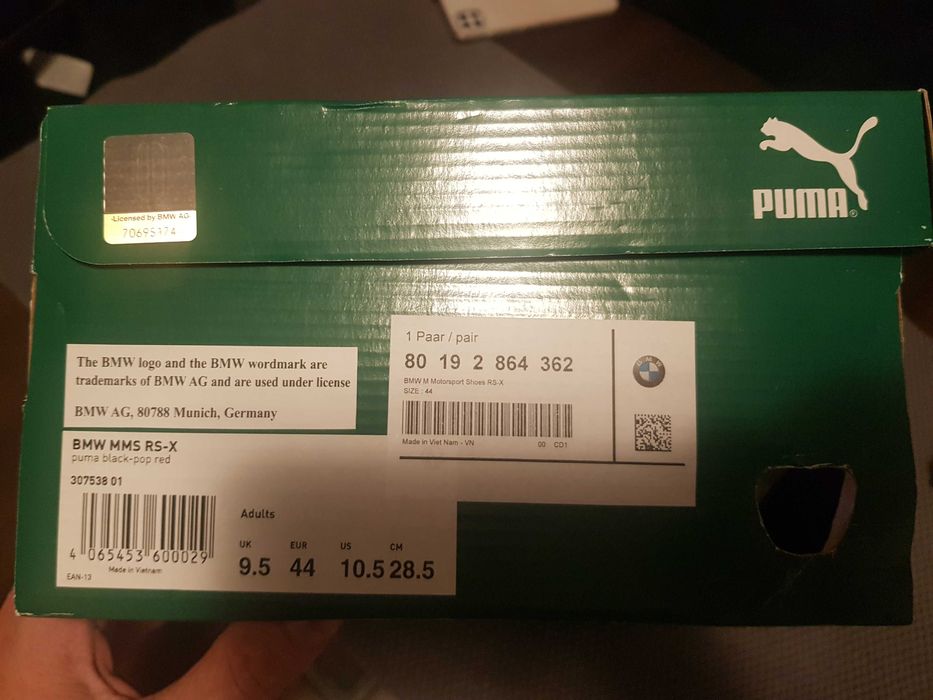 Licensed by BMW AG
PUMA®
1 Paar / pair
80 19 2 864 362
BMW M Motorsport Shoes RS-X
SIZE : 44
Made in Viet Nam - VN 00 CD1
BMW
The BMW logo and the BMW wordmark are
trademarks of BMW AG and are used under license
BMW AG, 80788 Munich, Germany
BMW MMS RS-X
puma black-pop red
307538 01
4 065453 600029
Made in Vietnam
EAN-13
Adults
UK EUR US CM
9.5 44 10.5 28.5